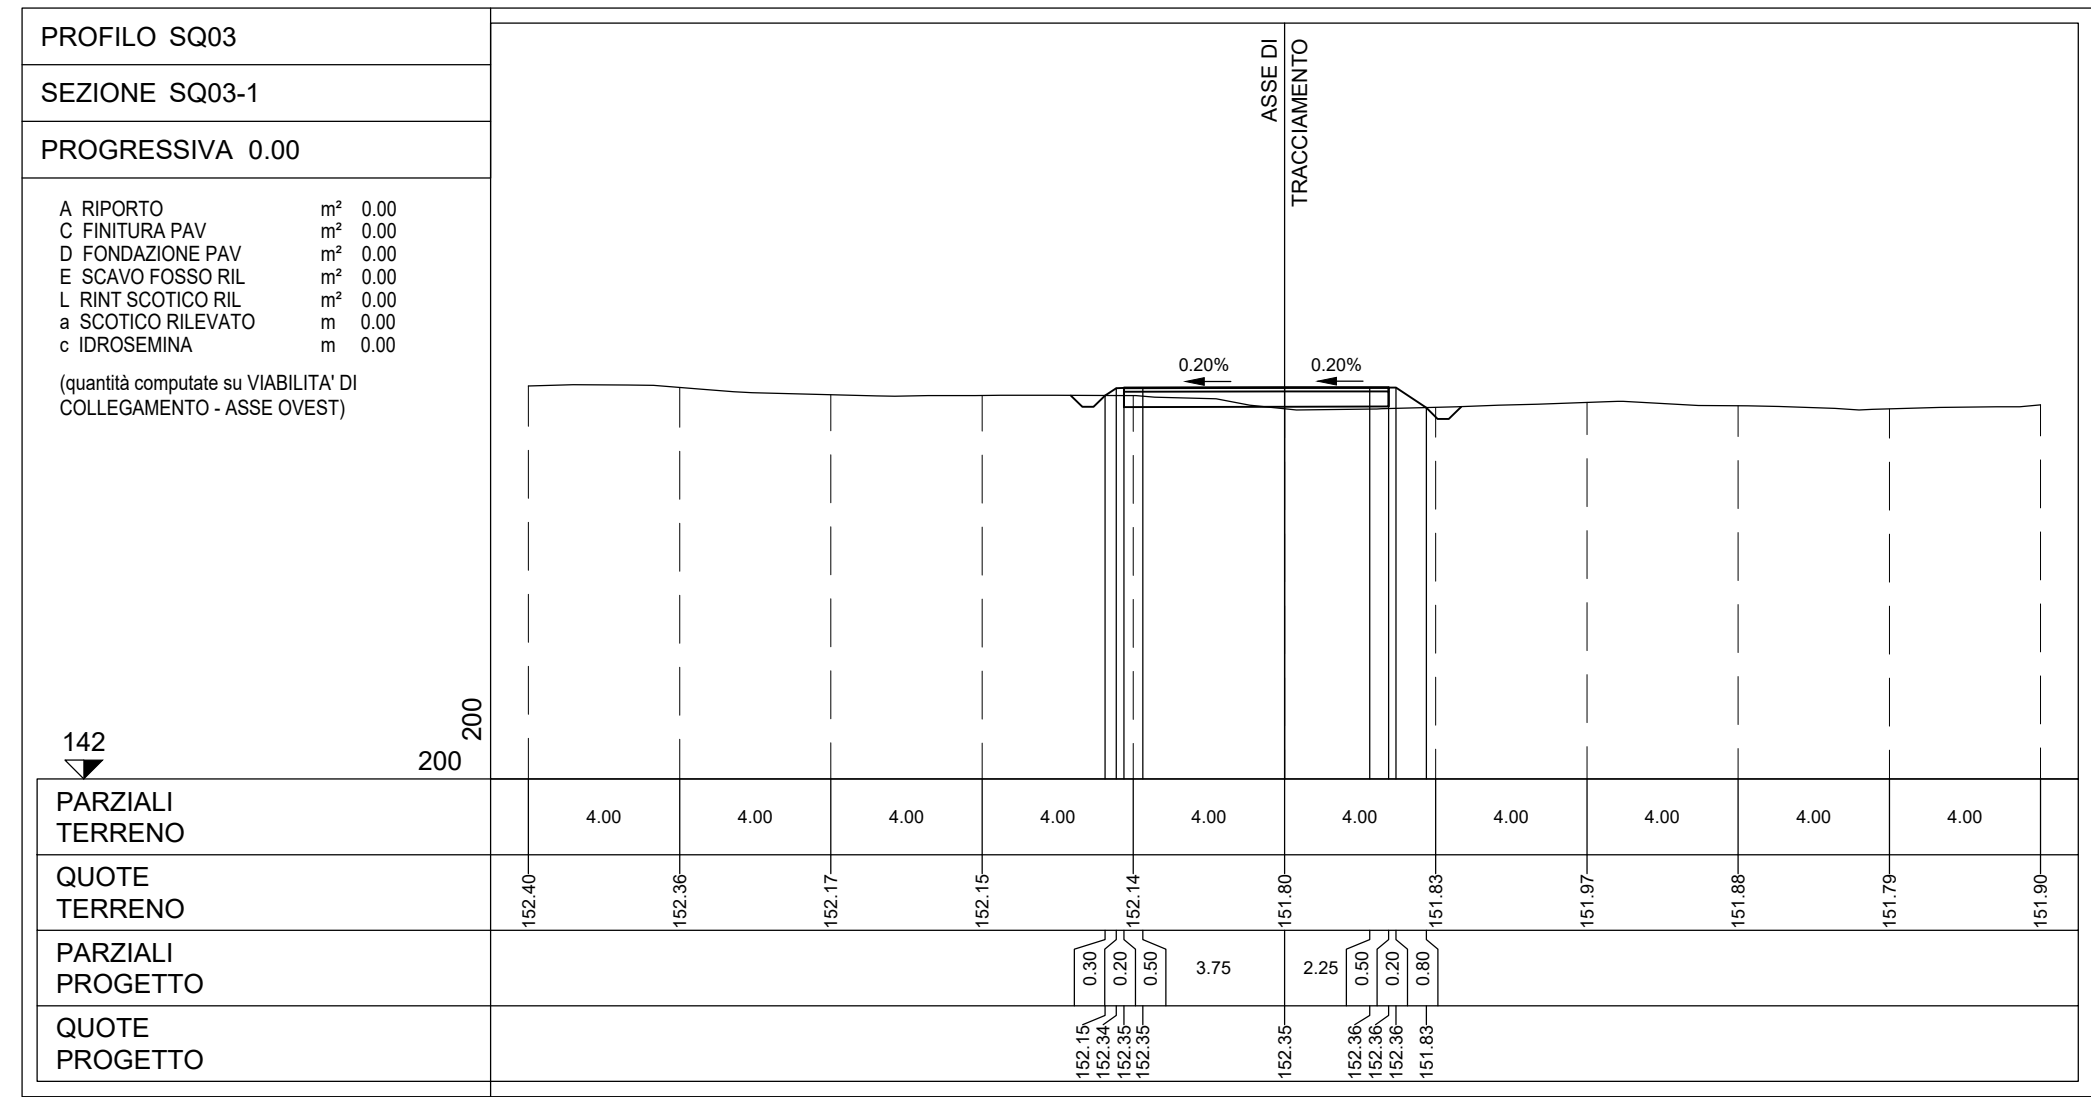 PROFILO SQ03
SEZIONE SQ03-1
PROGRESSIVA 0.00
A RIPORTO m² 0.00
C FINITURA PAV m² 0.00
D FONDAZIONE PAV m² 0.00
E SCAVO FOSSO RIL m² 0.00
L RINT SCOTICO RIL m² 0.00
a SCOTICO RILEVATO m 0.00
c IDROSEMINA m 0.00
(quantità computate su VIABILITA' DI
COLLEGAMENTO - ASSE OVEST)
ASSE DI
TRACCIAMENTO
0.20% 0.20%
142
200
200
PARZIALI
TERRENO
4.00 4.00 4.00 4.00 4.00 4.00 4.00 4.00 4.00 4.00
QUOTE
TERRENO
152.40 152.36 152.17 152.15 152.14 151.80 151.83 151.97 151.88 151.79 151.90
PARZIALI
PROGETTO
0.30 0.20 0.50 3.75 2.25 0.50 0.20 0.80
QUOTE
PROGETTO
152.15 152.34 152.35 152.35 152.35 152.36 152.36 152.36 151.83